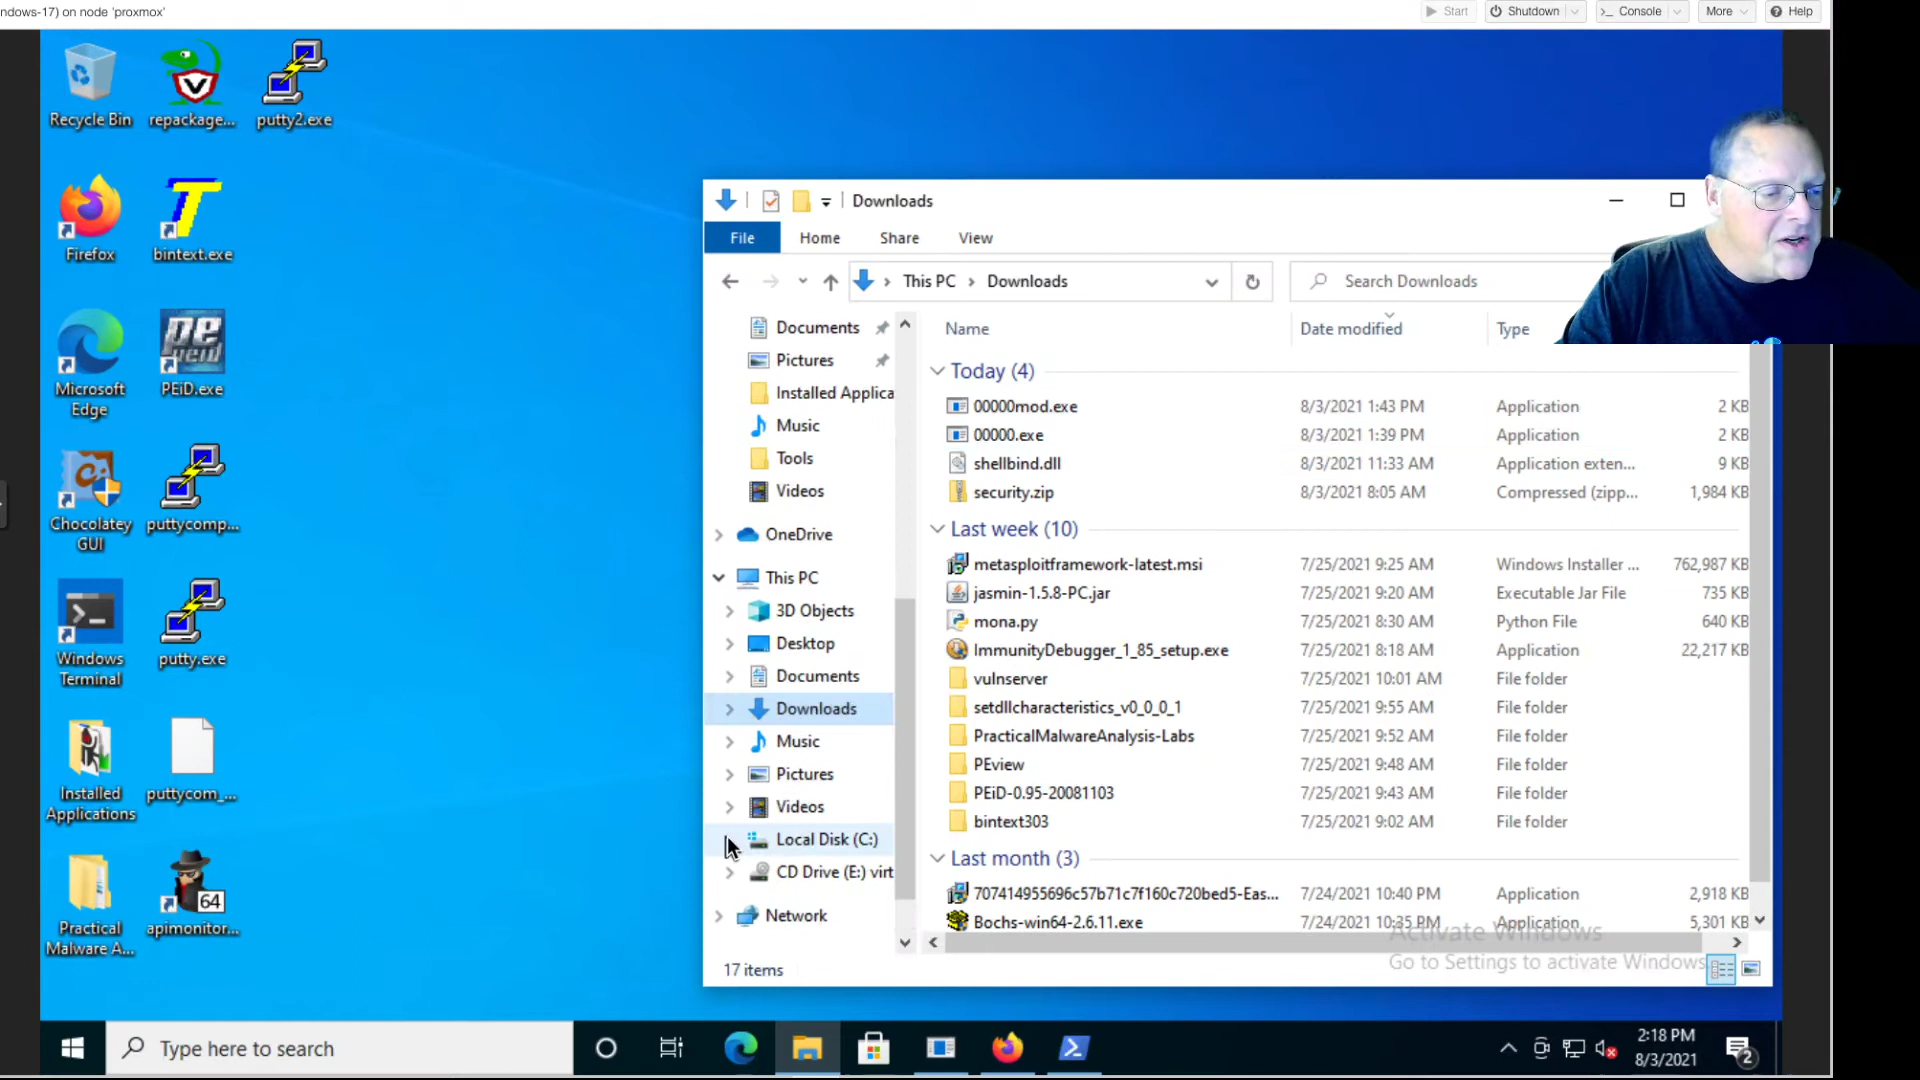 ndows-17) on node 'proxmox'
Start
Shutdown
Console
More
Help
Recycle Bin
repackage...
putty2.exe
Firefox
bintext.exe
Microsoft
Edge
PEiD.exe
Chocolatey
GUI
puttycomp...
Windows
Terminal
putty.exe
Installed
Applications
puttycom_...
Practical
Malware A...
64
apimonitor...
Downloads
File
Home
Share
View
This PC
Downloads
Search Downloads
Documents
Pictures
Installed Applica
Music
Tools
Videos
OneDrive
This PC
3D Objects
Desktop
Documents
Downloads
Music
Pictures
Videos
Local Disk (C:)
CD Drive (E:) virt
Network
Name Date modified Type
Today (4)
00000mod.exe 8/3/2021 1:43 PM Application 2 KB
00000.exe 8/3/2021 1:39 PM Application 2 KB
shellbind.dll 8/3/2021 11:33 AM Application exten... 9 KB
security.zip 8/3/2021 8:05 AM Compressed (zipp... 1,984 KB
Last week (10)
metasploitframework-latest.msi 7/25/2021 9:25 AM Windows Installer ... 762,987 KB
jasmin-1.5.8-PC.jar 7/25/2021 9:20 AM Executable Jar File 735 KB
mona.py 7/25/2021 8:30 AM Python File 640 KB
ImmunityDebugger_1_85_setup.exe 7/25/2021 8:18 AM Application 22,217 KB
vulnserver 7/25/2021 10:01 AM File folder
setdllcharacteristics_v0_0_0_1 7/25/2021 9:55 AM File folder
PracticalMalwareAnalysis-Labs 7/25/2021 9:52 AM File folder
PEview 7/25/2021 9:48 AM File folder
PEiD-0.95-20081103 7/25/2021 9:43 AM File folder
bintext303 7/25/2021 9:02 AM File folder
Last month (3)
707414955696c57b71c7f160c720bed5-Eas... 7/24/2021 10:40 PM Application 2,918 KB
Bochs-win64-2.6.11.exe 7/24/2021 10:35 PM Application 5,301 KB
Activate Windows
Go to Settings to activate Windows
17 items
Type here to search
2:18 PM
8/3/2021
2